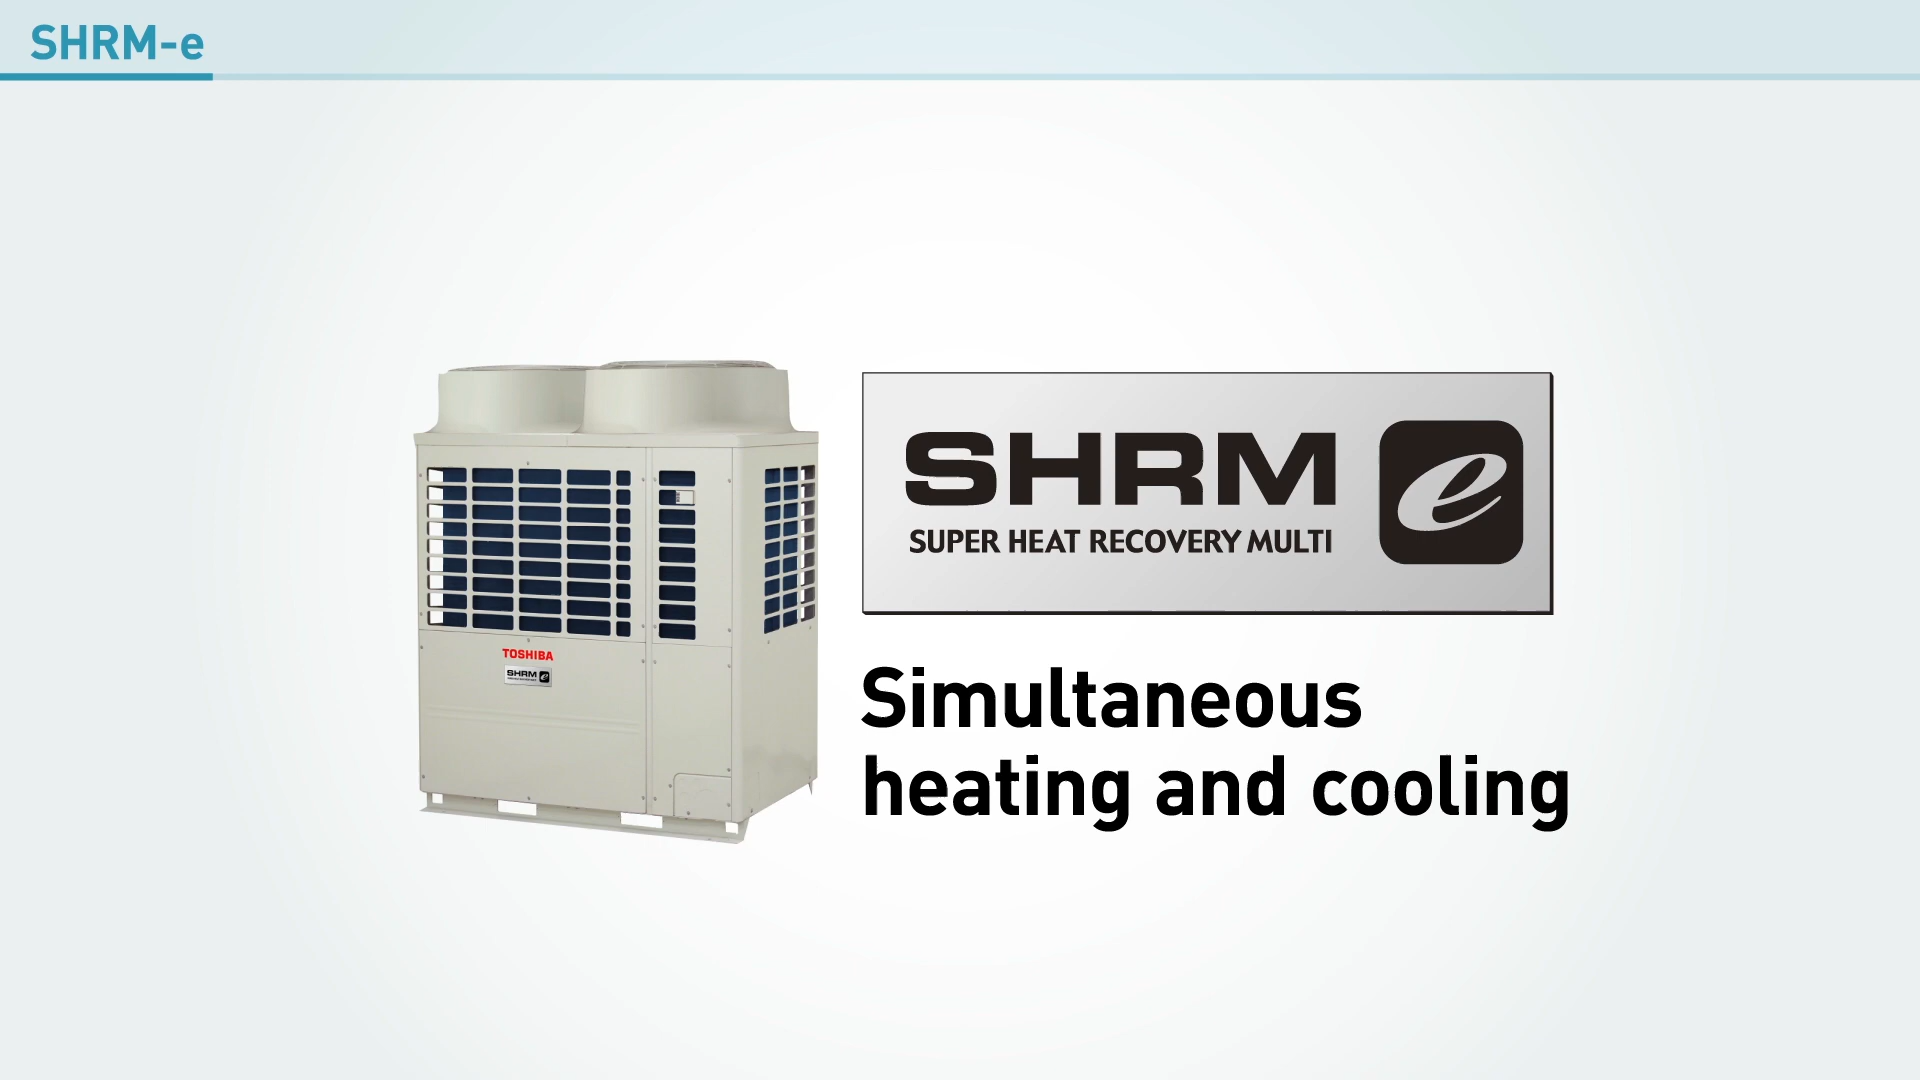 SHRM-e
SHRM e
SUPER HEAT RECOVERY MULTI
Simultaneous
heating and cooling
TOSHIBA
SHRM e